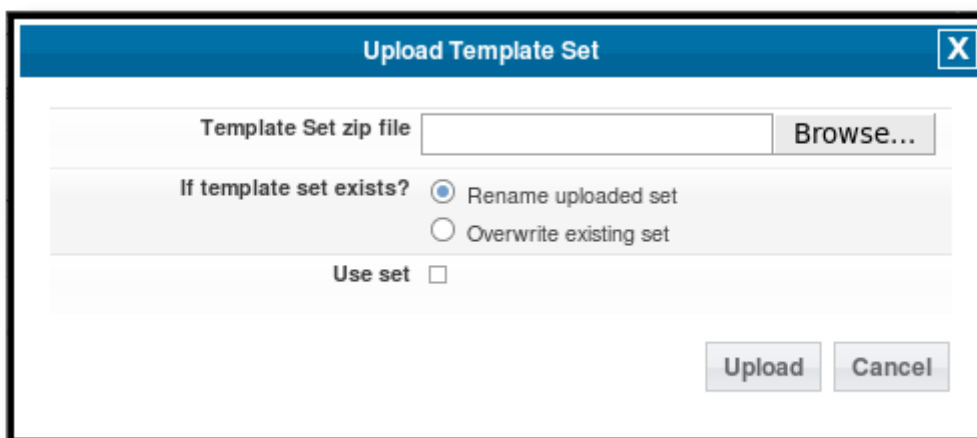 Upload Template Set X
Template Set zip file Browse...
If template set exists? Rename uploaded set
Overwrite existing set
Use set
Upload Cancel